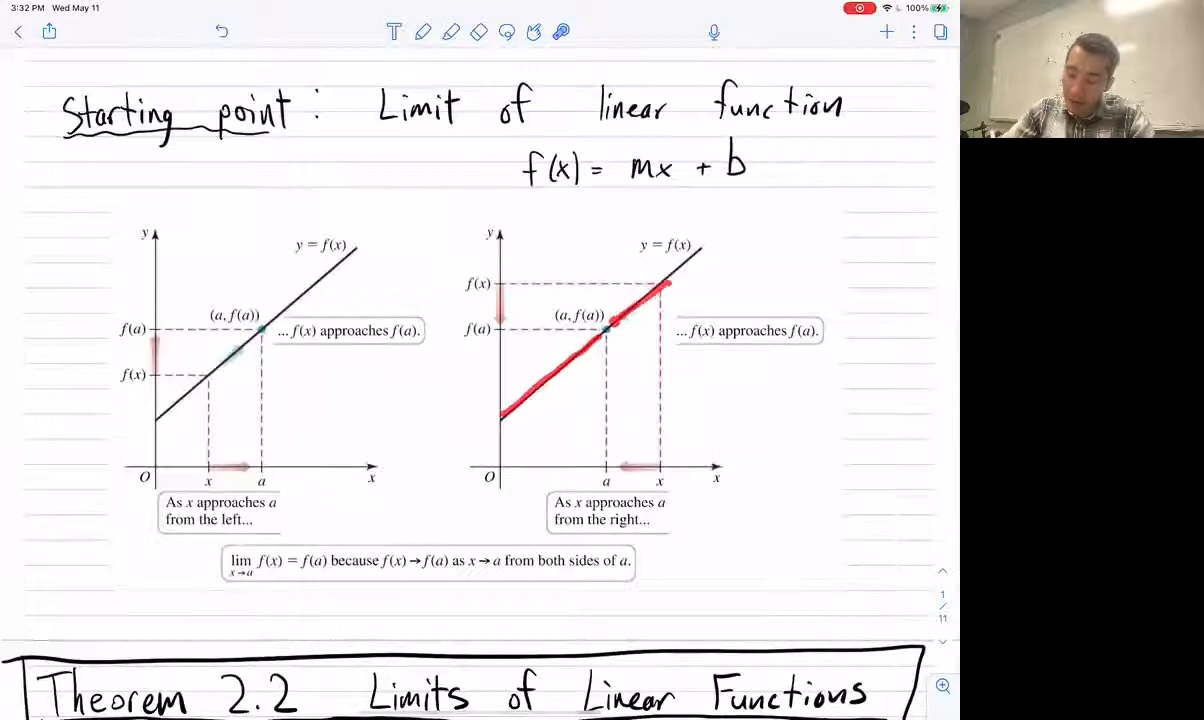 3:32 PM Wed May 11
100%
Starting point: Limit of linear function
f(x) = mx + b
y
y = f(x)
(a, f(a))
f(a)
... f(x) approaches f(a).
f(x)
O
x
a
x
As x approaches a
from the left...
y
y = f(x)
f(x)
(a, f(a))
f(a)
... f(x) approaches f(a).
O
a
x
x
As x approaches a
from the right...
lim f(x) = f(a) because f(x) → f(a) as x → a from both sides of a.
x→a
1
/
11
Theorem 2.2 Limits of Linear Functions